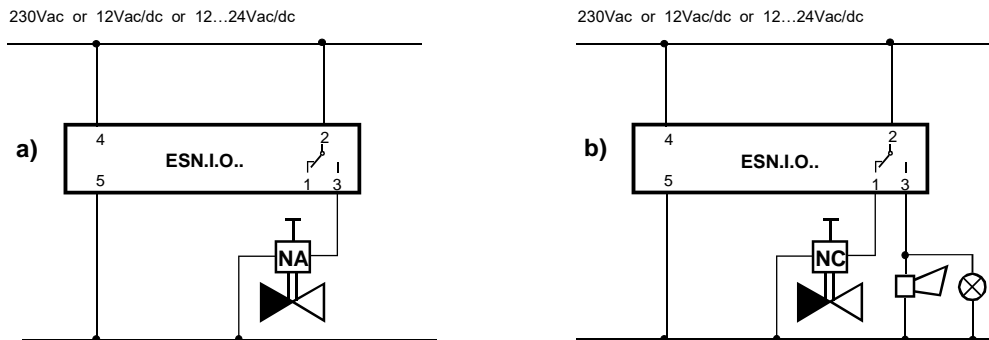 230Vac or 12Vac/dc or 12...24Vac/dc
a)
4
2
ESN.I.O..
5
1 3
NA
230Vac or 12Vac/dc or 12...24Vac/dc
b)
4
2
ESN.I.O..
5
1 3
NC